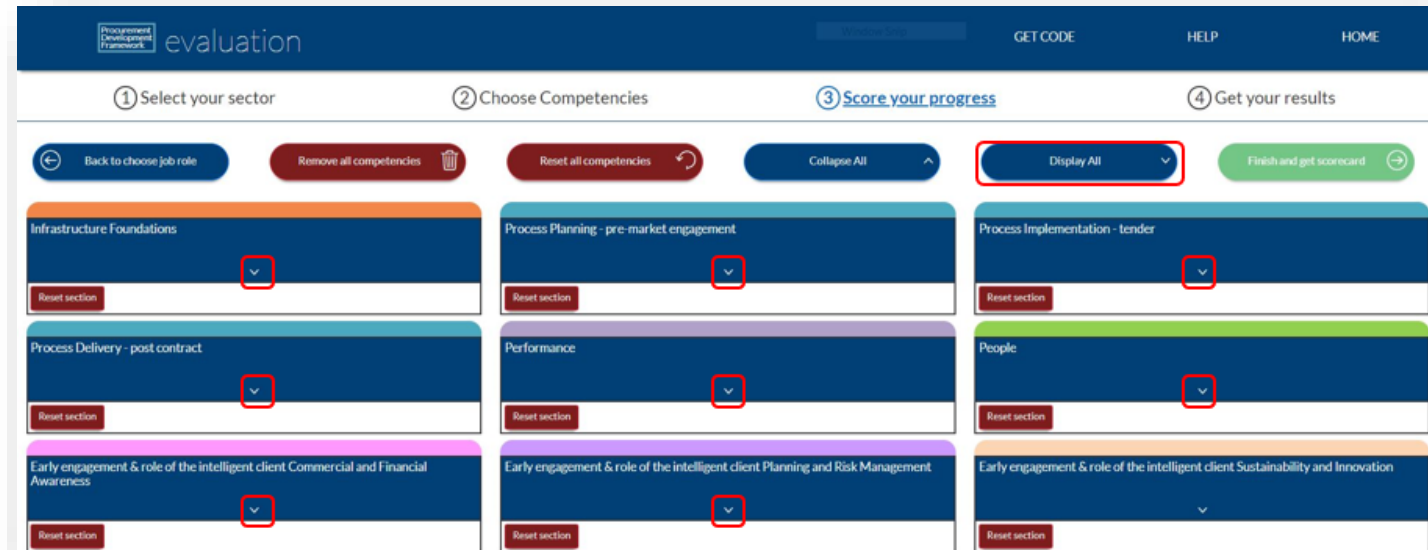 Procurement
Development
Framework
evaluation
GET CODE
HELP
HOME
1 Select your sector
2 Choose Competencies
3 Score your progress
4 Get your results
Back to choose job role
Remove all competencies
Reset all competencies
Collapse All
Display All
Finish and get scorecard
Infrastructure Foundations
Reset section
Process Planning - pre-market engagement
Reset section
Process Implementation - tender
Reset section
Process Delivery - post contract
Reset section
Performance
Reset section
People
Reset section
Early engagement & role of the intelligent client Commercial and Financial
Awareness
Reset section
Early engagement & role of the intelligent client Planning and Risk Management
Reset section
Early engagement & role of the intelligent client Sustainability and Innovation
Reset section